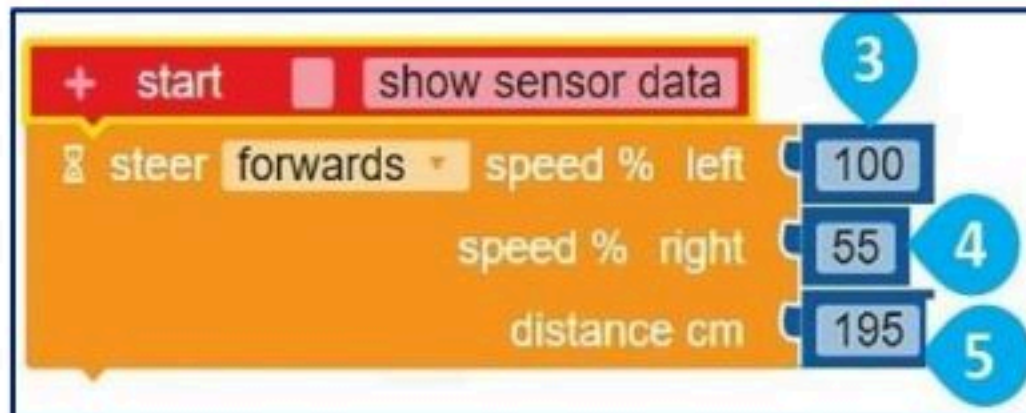 + start show sensor data
3
steer forwards speed % left 100
speed % right 55
4
distance cm 195
5